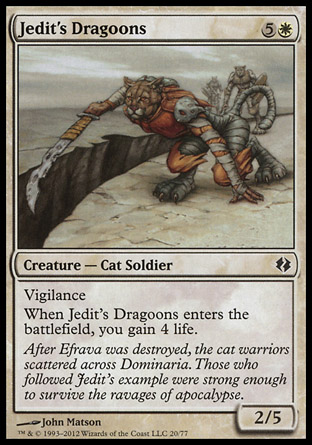 Jedit's Dragoons 5
Creature — Cat Soldier
Vigilance
When Jedit's Dragoons enters the
battlefield, you gain 4 life.
After Efrava was destroyed, the cat warriors
scattered across Dominaria. Those who
followed Jedit's example were strong enough
to survive the ravages of apocalypse.
John Matson
™ & © 1993–2012 Wizards of the Coast LLC 20/77
2/5